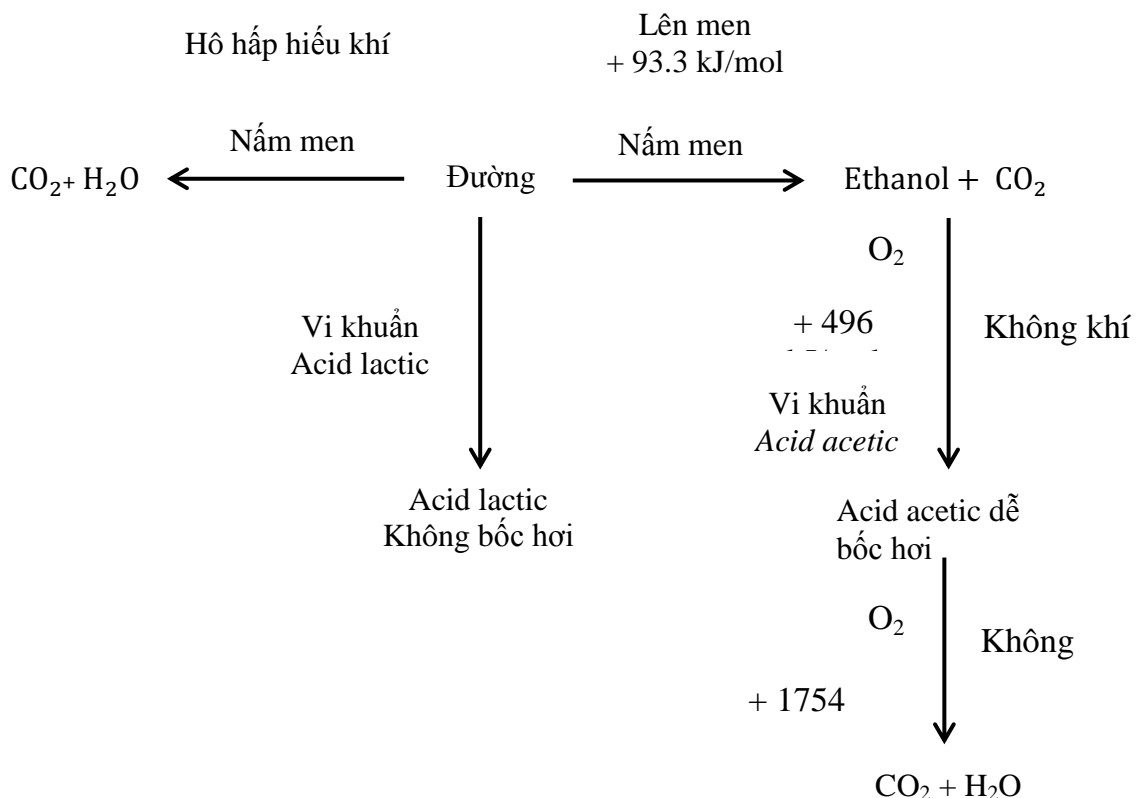 Hô hấp hiếu khí
Lên men
+ 93.3 kJ/mol
Nấm men
Nấm men
CO₂+ H₂O
Đường
Ethanol + CO₂
O₂
Vi khuẩn
Acid lactic
+ 496
Không khí
Vi khuẩn
Acid acetic
Acid lactic
Không bốc hơi
Acid acetic dễ
bốc hơi
O₂
Không
+ 1754
CO₂ + H₂O